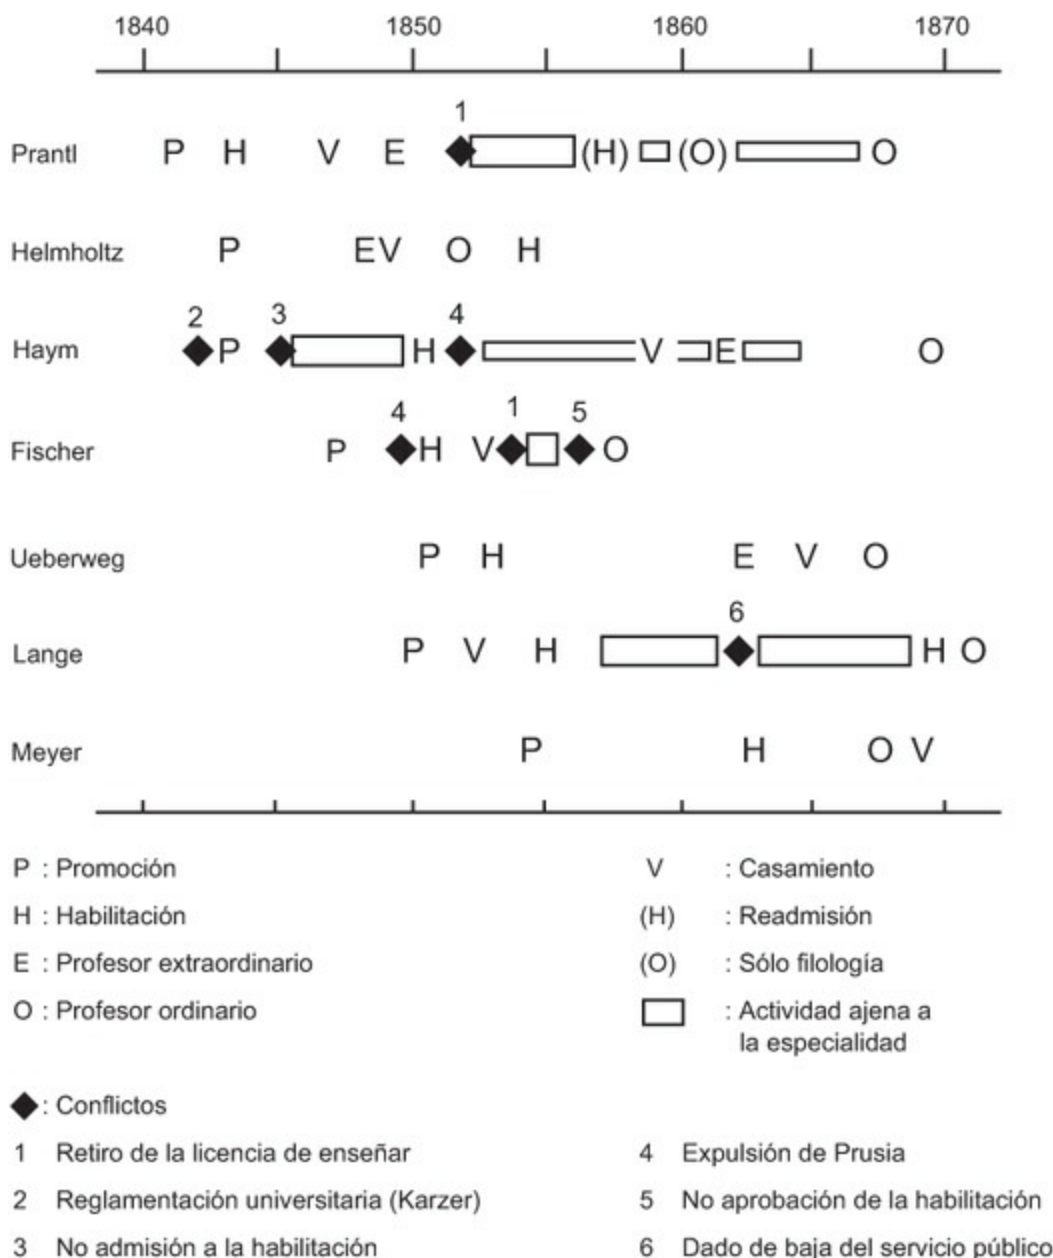 1840 1850 1860 1870
1
Prantl P H V E (H) (O) O
Helmholtz P E V O H
2 3 4
Haym P H V E O
4 1 5
Fischer P H V O
Ueberweg P H E V O
6
Lange P V H H O
Meyer P H O V
P : Promoción V : Casamiento
H : Habilitación (H) : Readmisión
E : Profesor extraordinario (O) : Sólo filología
O : Profesor ordinario : Actividad ajena a
la especialidad
: Conflictos
1 Retiro de la licencia de enseñar 4 Expulsión de Prusia
2 Reglamentación universitaria (Karzer) 5 No aprobación de la habilitación
3 No admisión a la habilitación 6 Dado de baja del servicio público